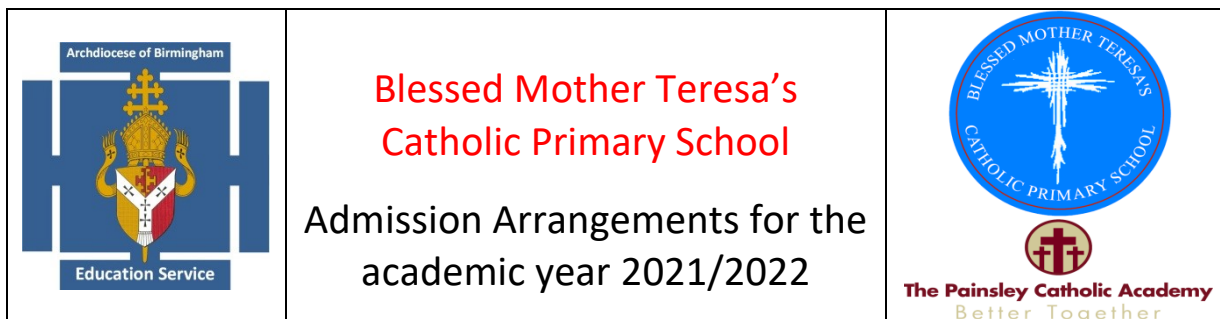 Archdiocese of Birmingham
Education Service
Blessed Mother Teresa’s
Catholic Primary School
Admission Arrangements for the
academic year 2021/2022
BLESSED MOTHER TERESA'S
CATHOLIC PRIMARY SCHOOL
The Painsley Catholic Academy
Better Together